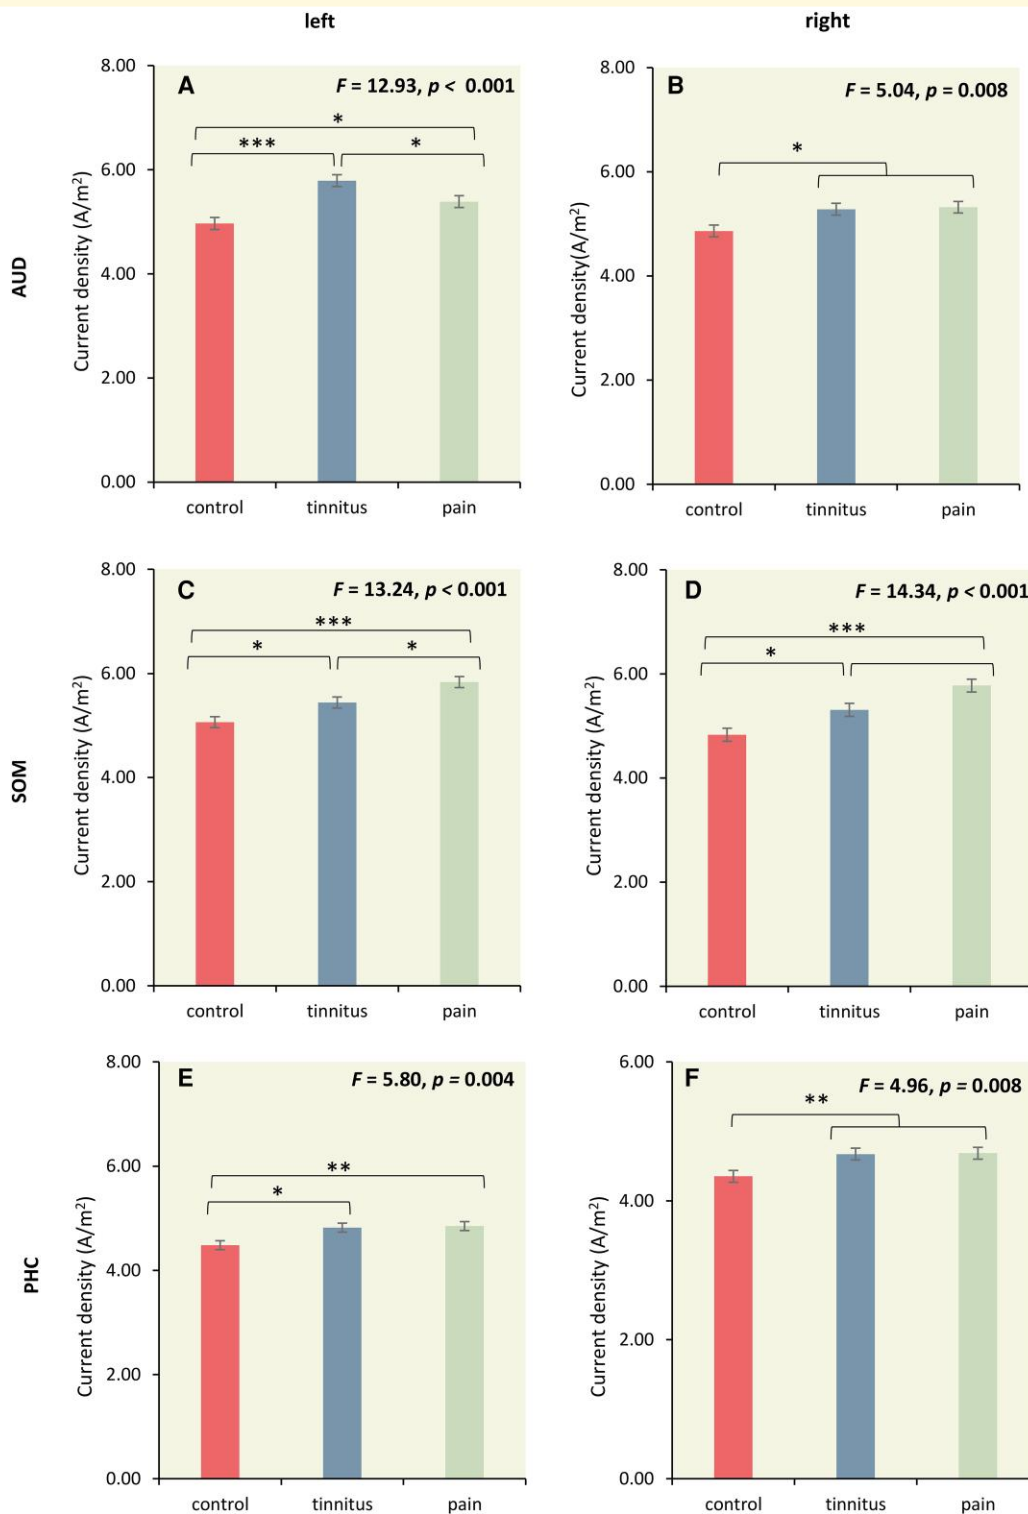 left right
AUD
A
F = 12.93, p < 0.001
*
*** *
Current density (A/m²)
8.00
6.00
4.00
2.00
0.00
control tinnitus pain
B
F = 5.04, p = 0.008
*
Current density(A/m²)
8.00
6.00
4.00
2.00
0.00
control tinnitus pain
SOM
C
F = 13.24, p < 0.001
***
* *
Current density (A/m²)
8.00
6.00
4.00
2.00
0.00
control tinnitus pain
D
F = 14.34, p < 0.001
***
*
Current density (A/m²)
8.00
6.00
4.00
2.00
0.00
control tinnitus pain
PHC
E
F = 5.80, p = 0.004
**
*
Current density (A/m²)
8.00
6.00
4.00
2.00
0.00
control tinnitus pain
F
F = 4.96, p = 0.008
**
Current density (A/m²)
6.00
4.00
2.00
0.00
control tinnitus pain